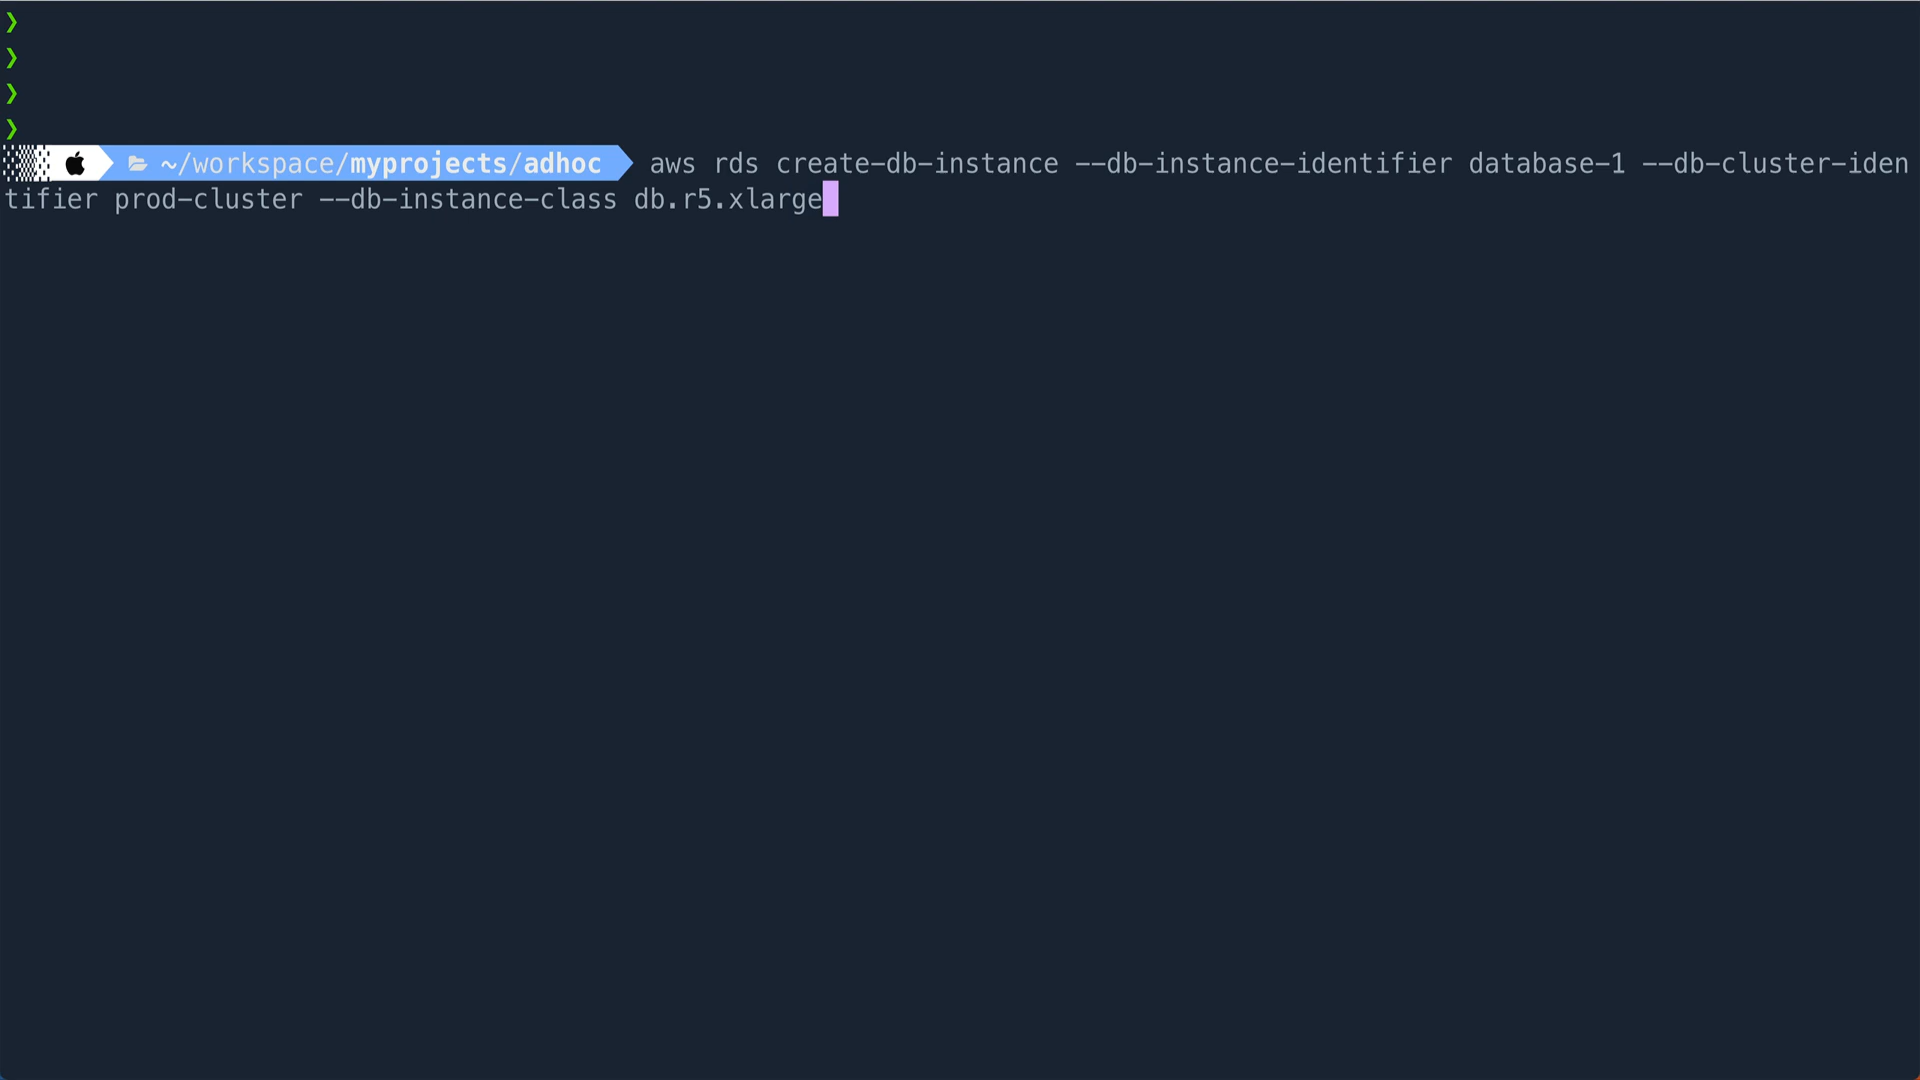 ❯
❯
❯
❯
~/workspace/myprojects/adhoc aws rds create-db-instance --db-instance-identifier database-1 --db-cluster-iden
tifier prod-cluster --db-instance-class db.r5.xlarge